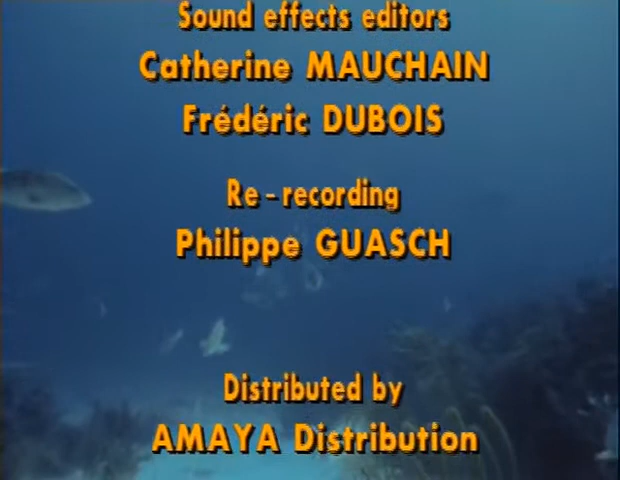 Sound effects editors
Catherine MAUCHAIN
Frédéric DUBOIS
Re-recording
Philippe GUASCH
Distributed by
AMAYA Distribution